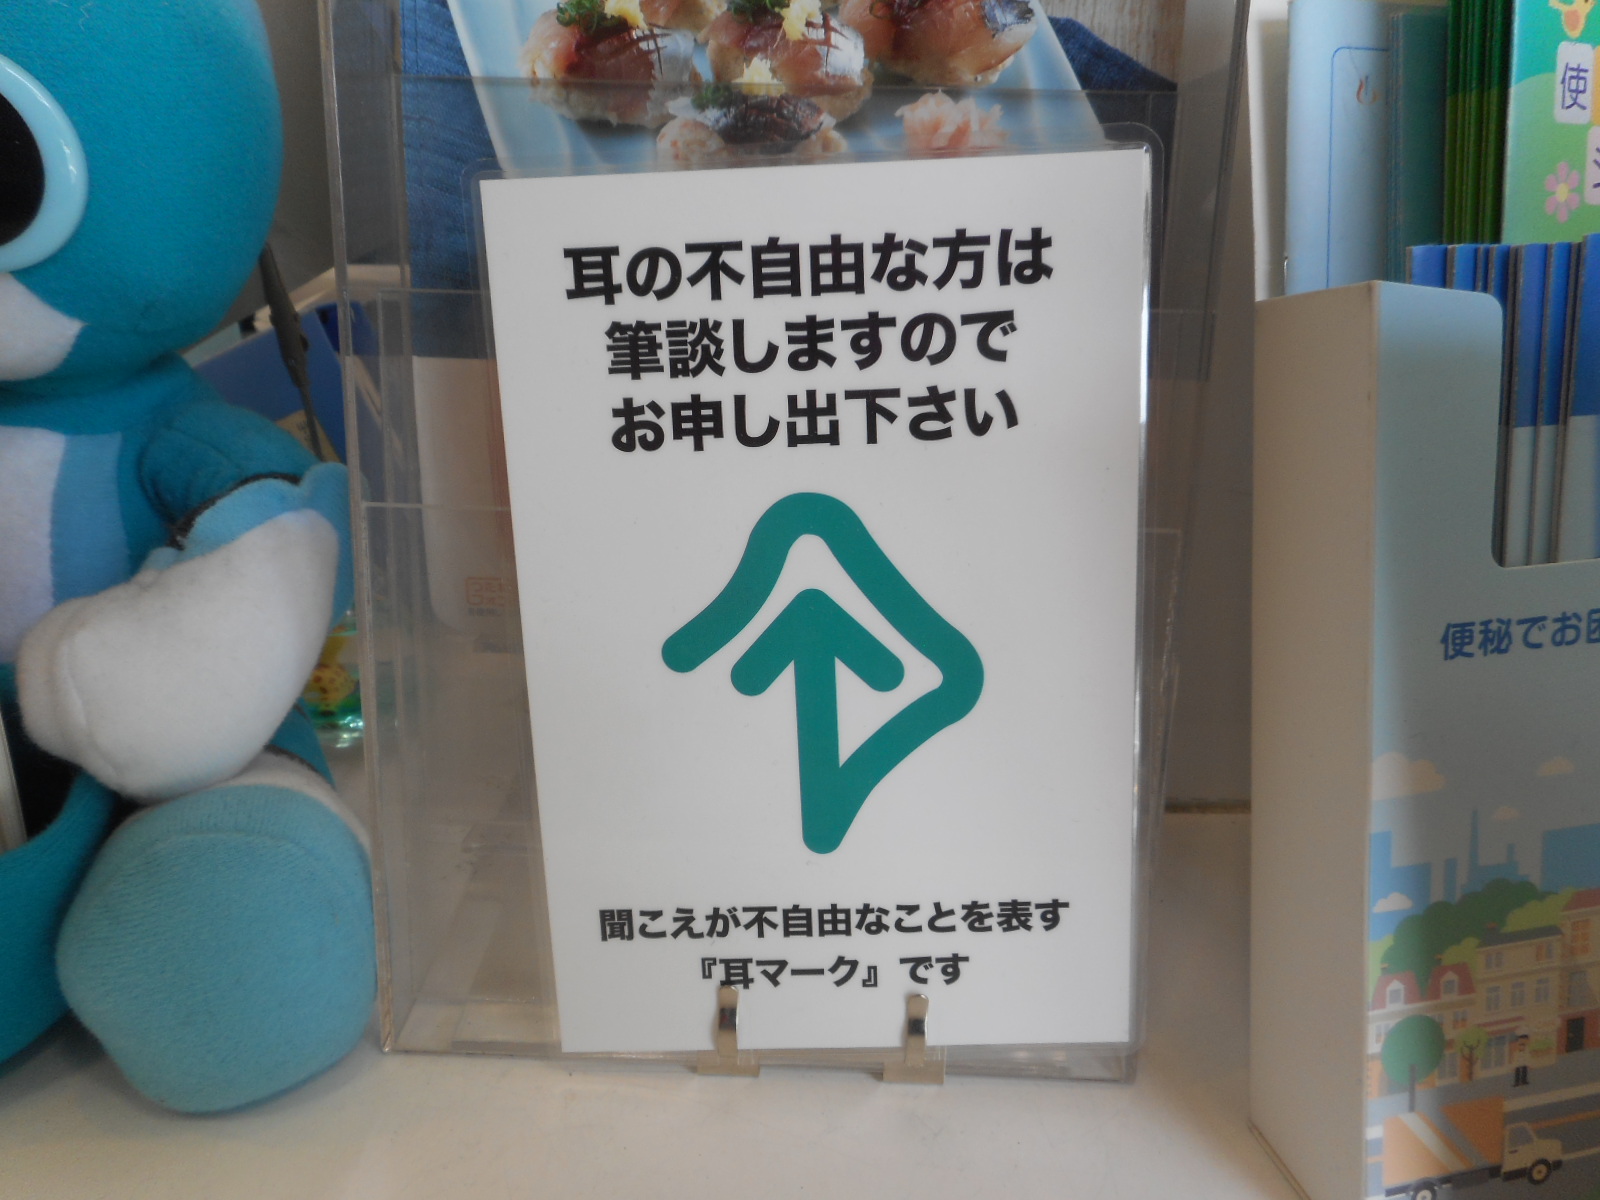 耳の不自由な方は
筆談しますので
お申し出下さい
聞こえが不自由なことを表す
『耳マーク』です
使
便秘でお